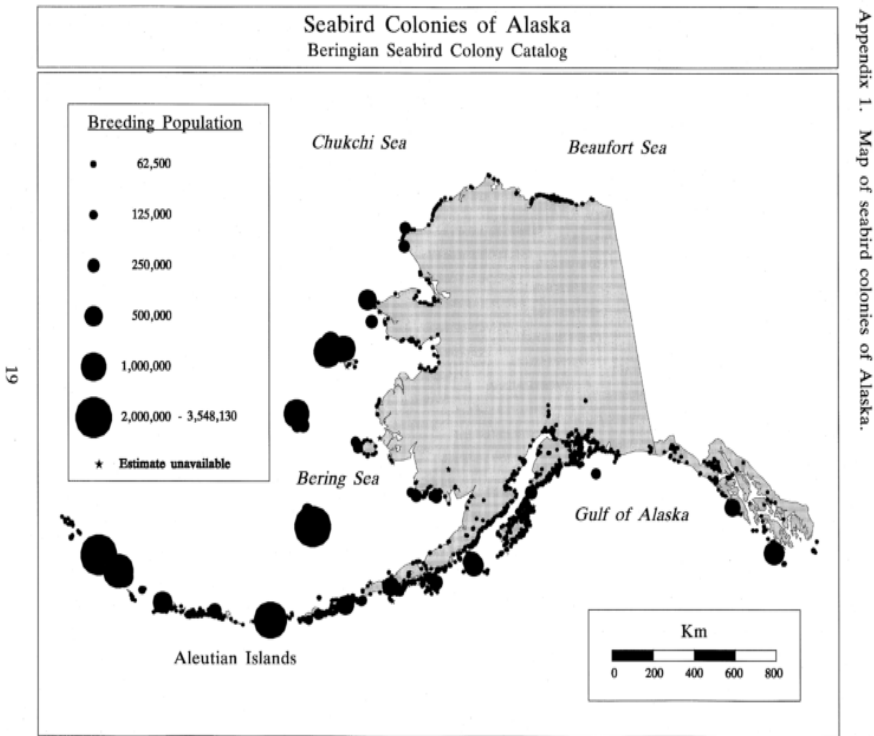 Seabird Colonies of Alaska
Beringian Seabird Colony Catalog
Appendix 1. Map of seabird colonies of Alaska.
Breeding Population
62,500
125,000
250,000
500,000
1,000,000
2,000,000 - 3,548,130
Estimate unavailable
Chukchi Sea
Beaufort Sea
Bering Sea
Gulf of Alaska
Aleutian Islands
Km
0 200 400 600 800
19